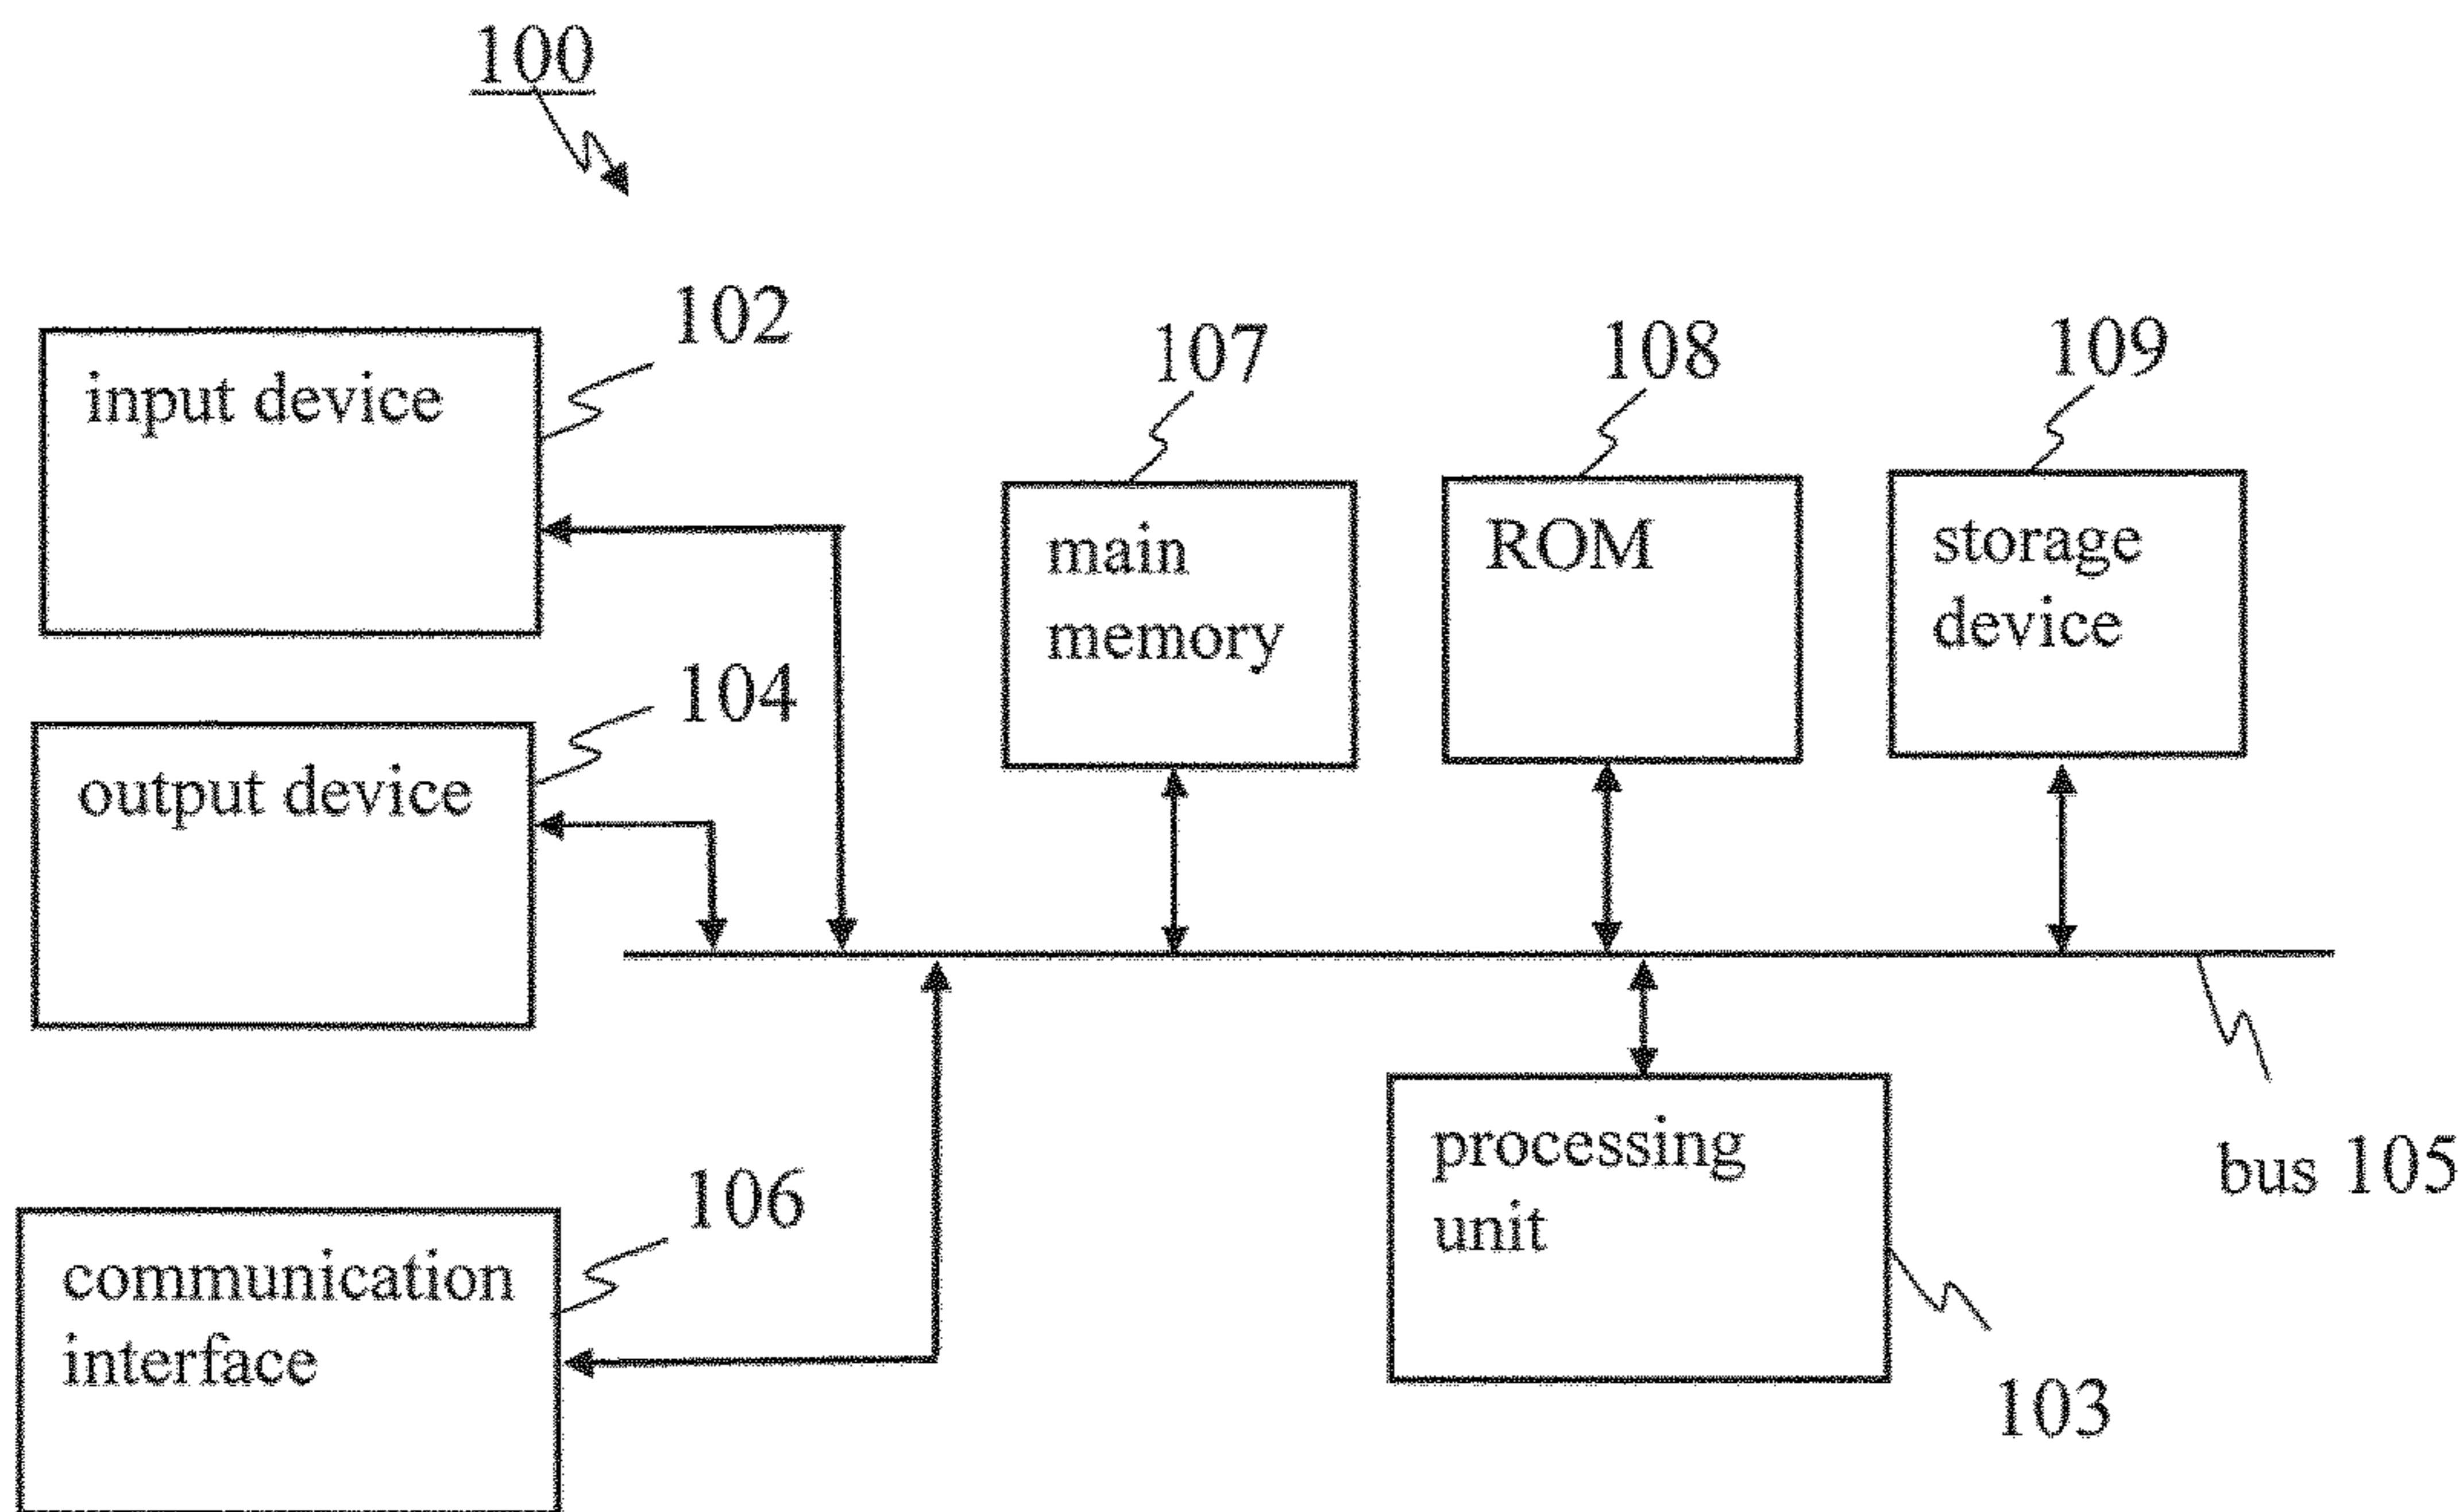 100
102
input device
107
108
109
main
memory
ROM
storage
device
104
output device
106
communication
interface
processing
unit
bus 105
103